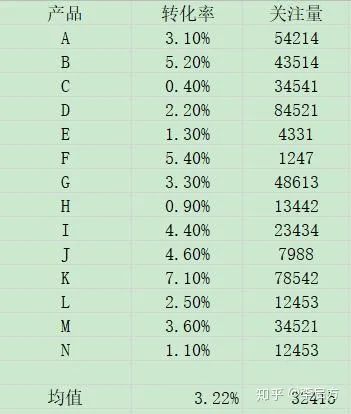 产品 转化率 关注量
A 3.10% 54214
B 5.20% 43514
C 0.40% 34541
D 2.20% 84521
E 1.30% 4331
F 5.40% 1247
G 3.30% 48613
H 0.90% 13442
I 4.40% 23434
J 4.60% 7988
K 7.10% 78542
L 2.50% 12453
M 3.60% 34521
N 1.10% 12453
均值 3.22% 32415
知乎